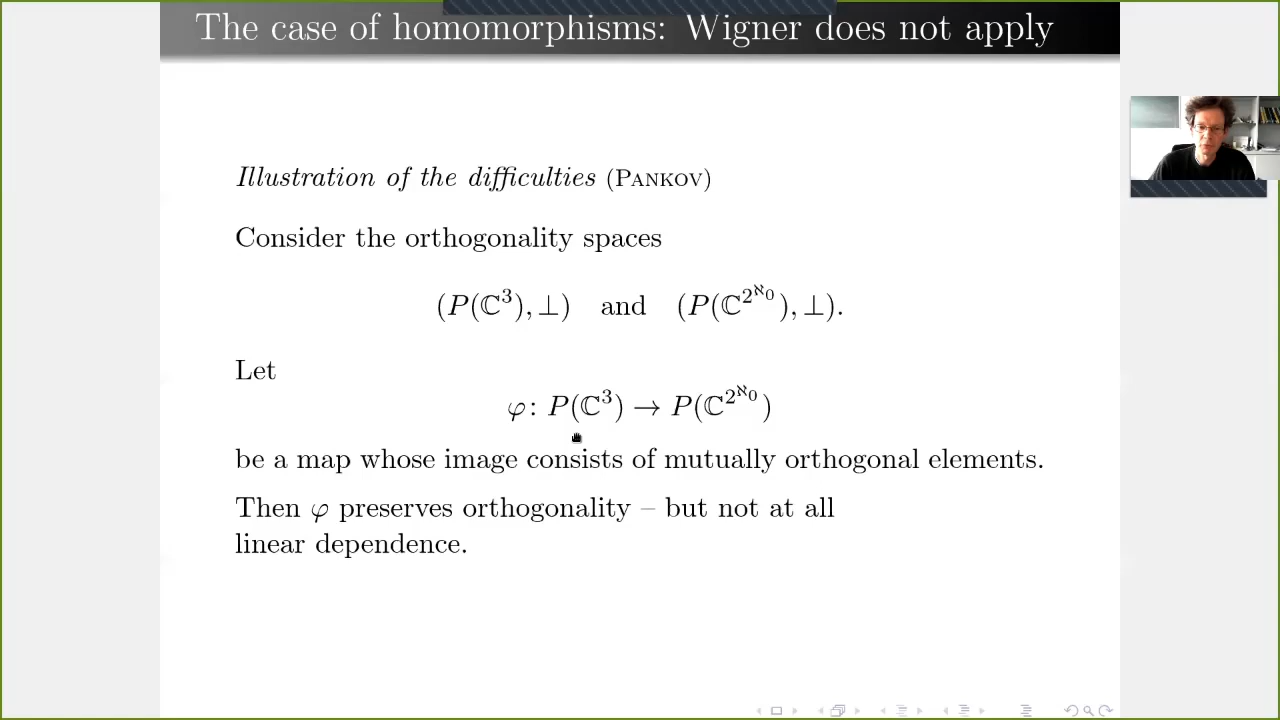 The case of homomorphisms: Wigner does not apply
Illustration of the difficulties (PANKOV)
Consider the orthogonality spaces
(P(ℂ³), ⊥) and (P(ℂ^{2^{ℵ₀}}), ⊥).
Let
φ: P(ℂ³) → P(ℂ^{2^{ℵ₀}})
be a map whose image consists of mutually orthogonal elements.
Then φ preserves orthogonality – but not at all
linear dependence.